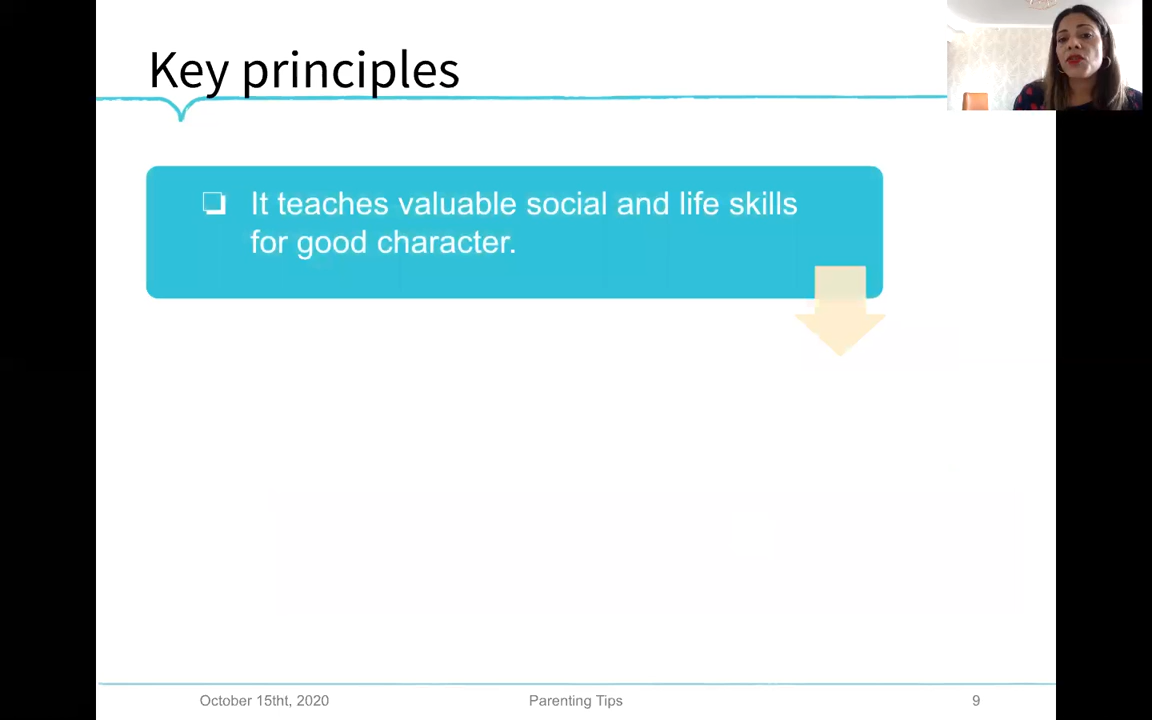 Key principles
❑ It teaches valuable social and life skills
for good character.
October 15tht, 2020
Parenting Tips
9